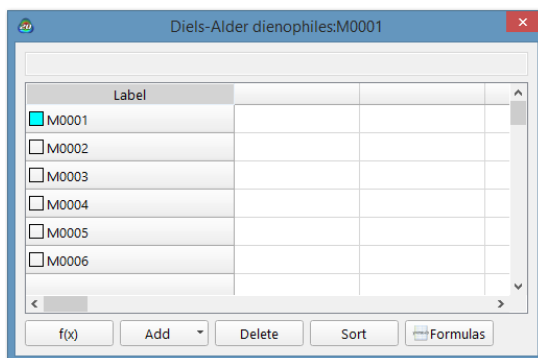 Diels-Alder dienophiles:M0001
Label
M0001
M0002
M0003
M0004
M0005
M0006
f(x) Add Delete Sort Formulas